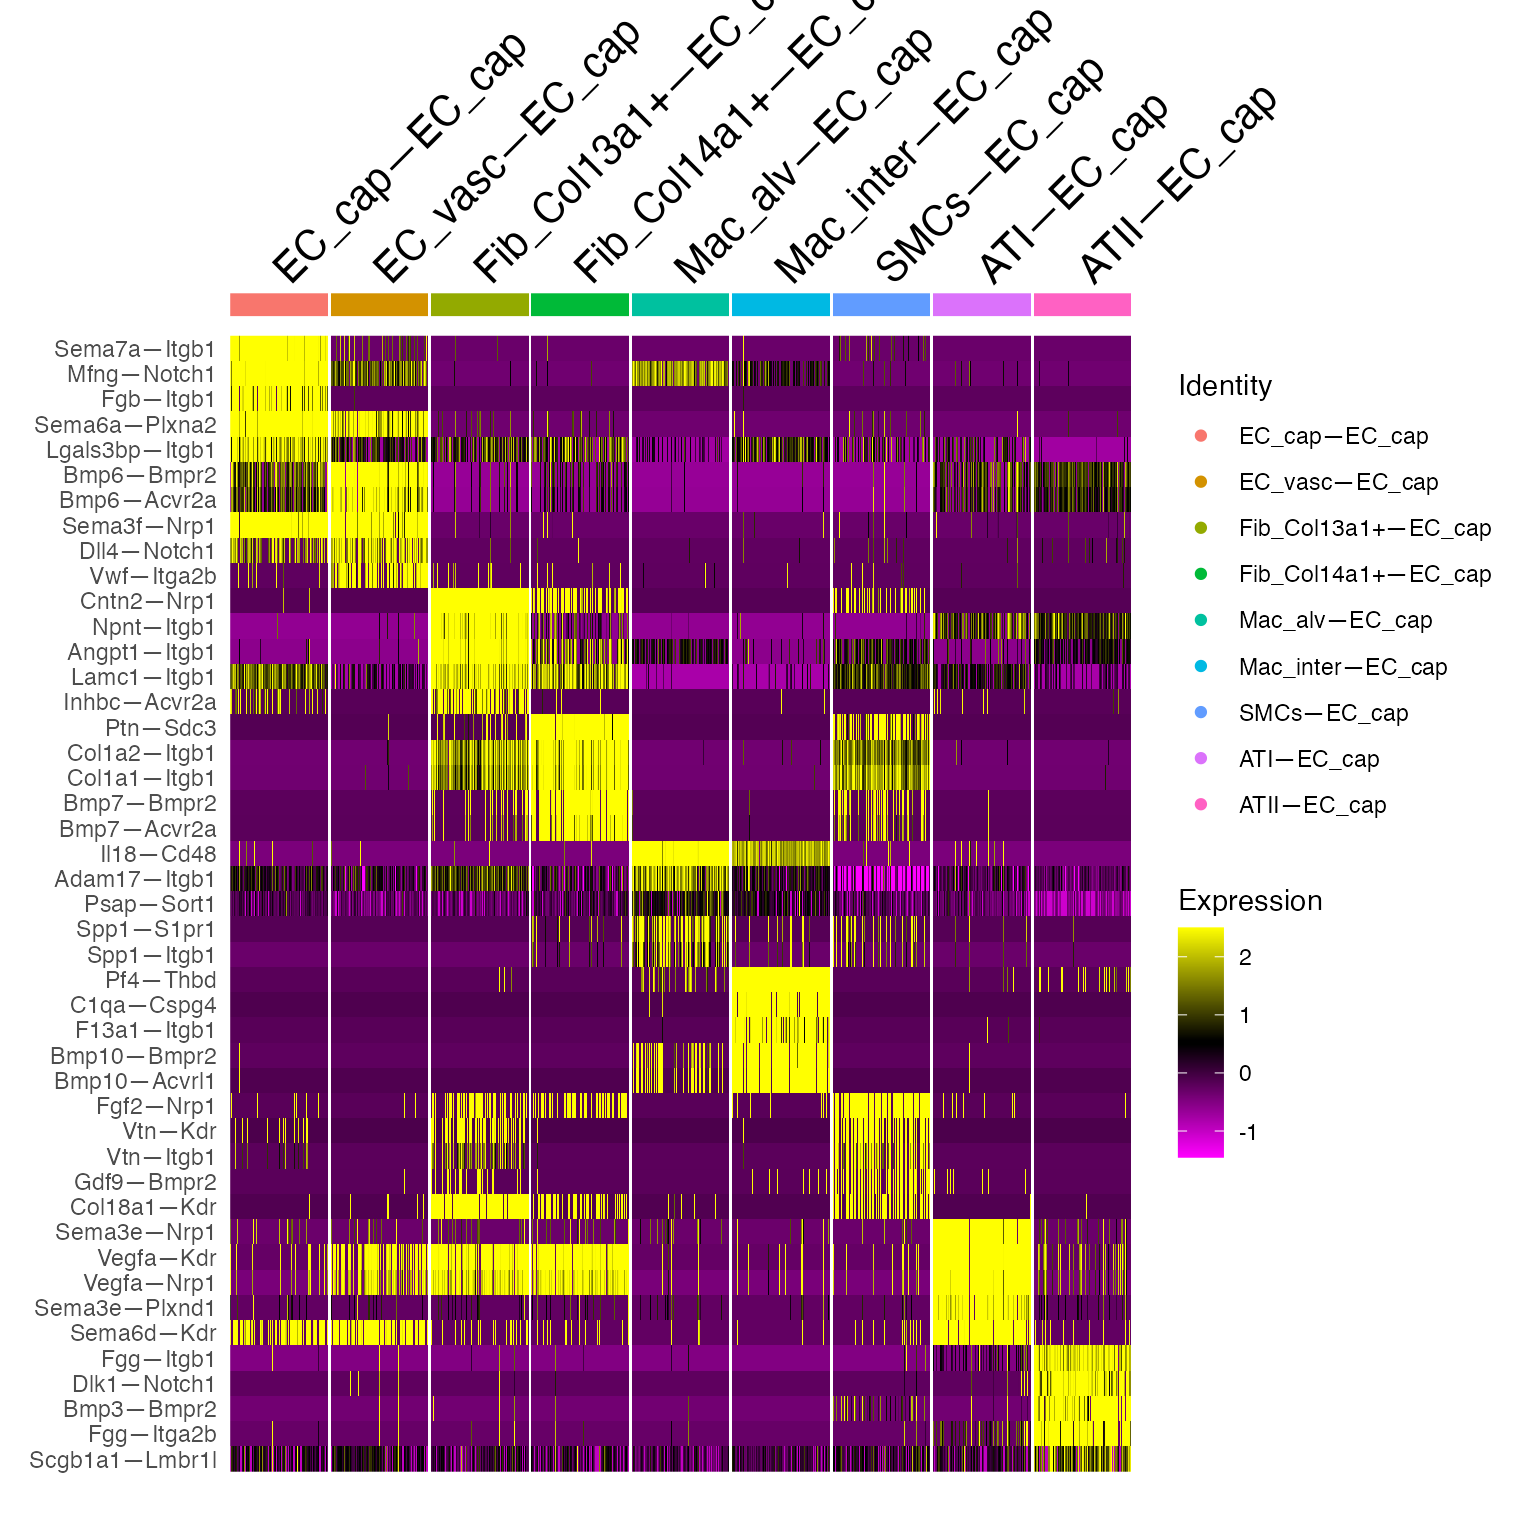 EC_cap—EC_cap
EC_vasc—EC_cap
Fib_Col13a1+—EC_c
Fib_Col14a1+—EC_c
Mac_alv—EC_cap
Mac_inter—EC_cap
SMCs—EC_cap
ATI—EC_cap
ATII—EC_cap
Sema7a—Itgb1
Mfng—Notch1
Fgb—Itgb1
Sema6a—Plxna2
Lgals3bp—Itgb1
Bmp6—Bmpr2
Bmp6—Acvr2a
Sema3f—Nrp1
Dll4—Notch1
Vwf—Itga2b
Cntn2—Nrp1
Npnt—Itgb1
Angpt1—Itgb1
Lamc1—Itgb1
Inhbc—Acvr2a
Ptn—Sdc3
Col1a2—Itgb1
Col1a1—Itgb1
Bmp7—Bmpr2
Bmp7—Acvr2a
Il18—Cd48
Adam17—Itgb1
Psap—Sort1
Spp1—S1pr1
Spp1—Itgb1
Pf4—Thbd
C1qa—Cspg4
F13a1—Itgb1
Bmp10—Bmpr2
Bmp10—Acvrl1
Fgf2—Nrp1
Vtn—Kdr
Vtn—Itgb1
Gdf9—Bmpr2
Col18a1—Kdr
Sema3e—Nrp1
Vegfa—Kdr
Vegfa—Nrp1
Sema3e—Plxnd1
Sema6d—Kdr
Fgg—Itgb1
Dlk1—Notch1
Bmp3—Bmpr2
Fgg—Itga2b
Scgb1a1—Lmbr1l
Identity
EC_cap—EC_cap
EC_vasc—EC_cap
Fib_Col13a1+—EC_cap
Fib_Col14a1+—EC_cap
Mac_alv—EC_cap
Mac_inter—EC_cap
SMCs—EC_cap
ATI—EC_cap
ATII—EC_cap
Expression
2
1
0
-1